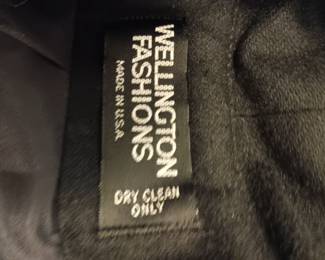 WELLINGTON
FASHIONS
MADE IN U.S.A.
DRY CLEAN
ONLY